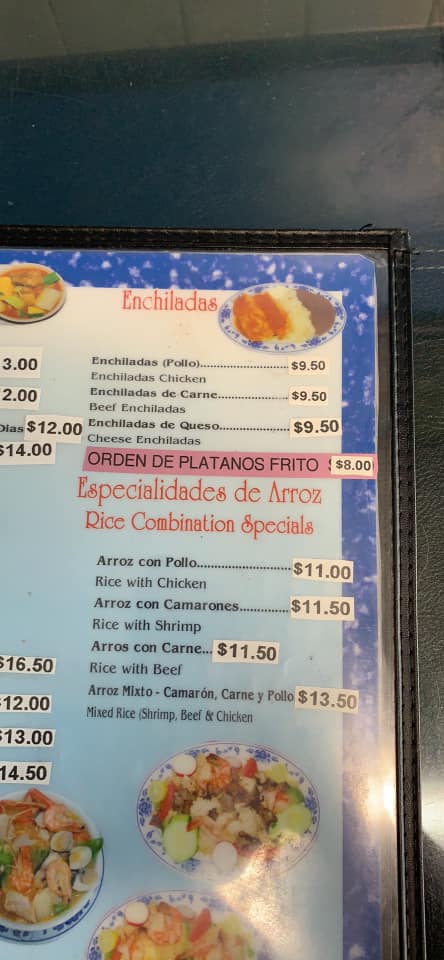 Enchiladas
Enchiladas (Pollo)............................ $9.50
Enchiladas Chicken
Enchiladas de Carne...................... $9.50
Beef Enchiladas
Enchiladas de Queso..................... $9.50
Cheese Enchiladas
ORDEN DE PLATANOS FRITO $8.00
Especialidades de Arroz
Rice Combination Specials
Arroz con Pollo............................. $11.00
Rice with Chicken
Arroz con Camarones............... $11.50
Rice with Shrimp
Arros con Carne... $11.50
Rice with Beef
Arroz Mixto - Camarón, Carne y Pollo $13.50
Mixed Rice (Shrimp, Beef & Chicken
3.00
2.00
Dias $12.00
$14.00
$16.50
$12.00
$13.00
14.50